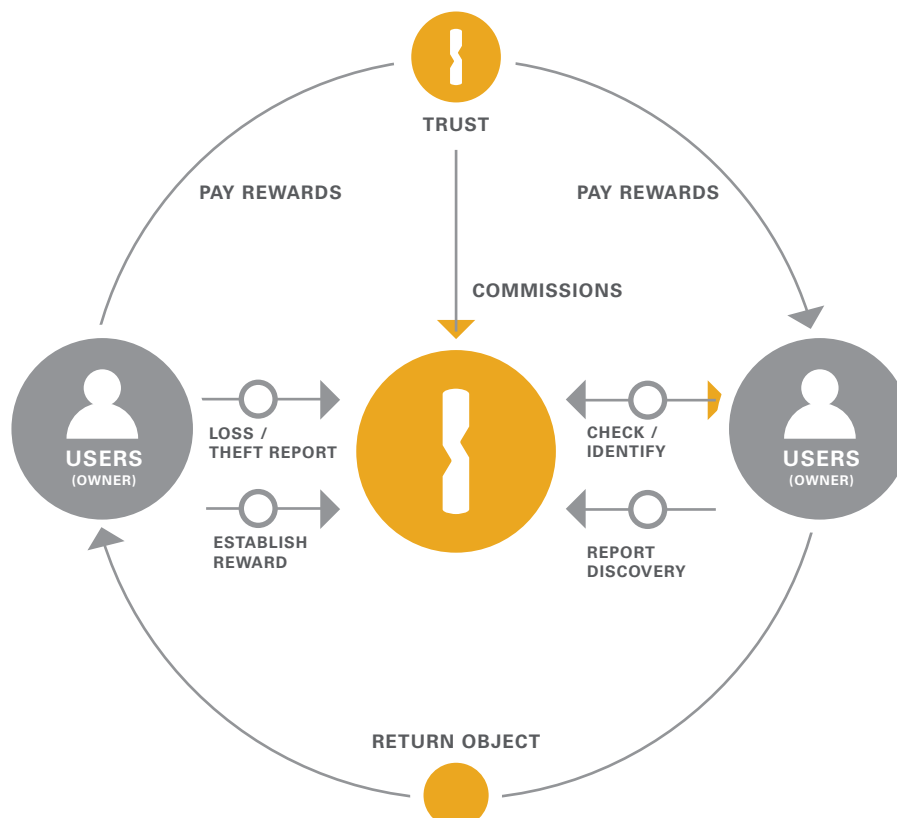 TRUST
PAY REWARDS
PAY REWARDS
COMMISSIONS
USERS
(OWNER)
LOSS /
THEFT REPORT
ESTABLISH
REWARD
CHECK /
IDENTIFY
REPORT
DISCOVERY
USERS
(OWNER)
RETURN OBJECT